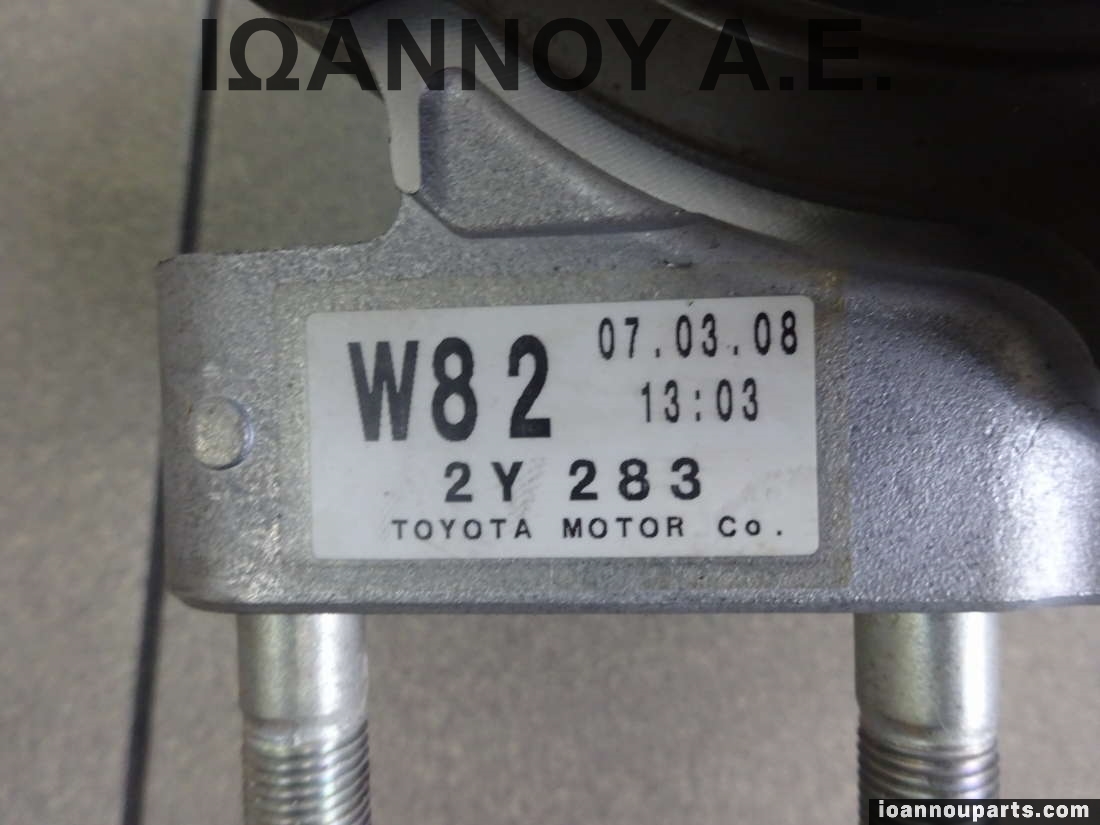 ΙΩΑΝΝΟΥ Α.Ε.
W82 07.03.08
13:03
2Y 283
TOYOTA MOTOR Co.
ioannouparts.com